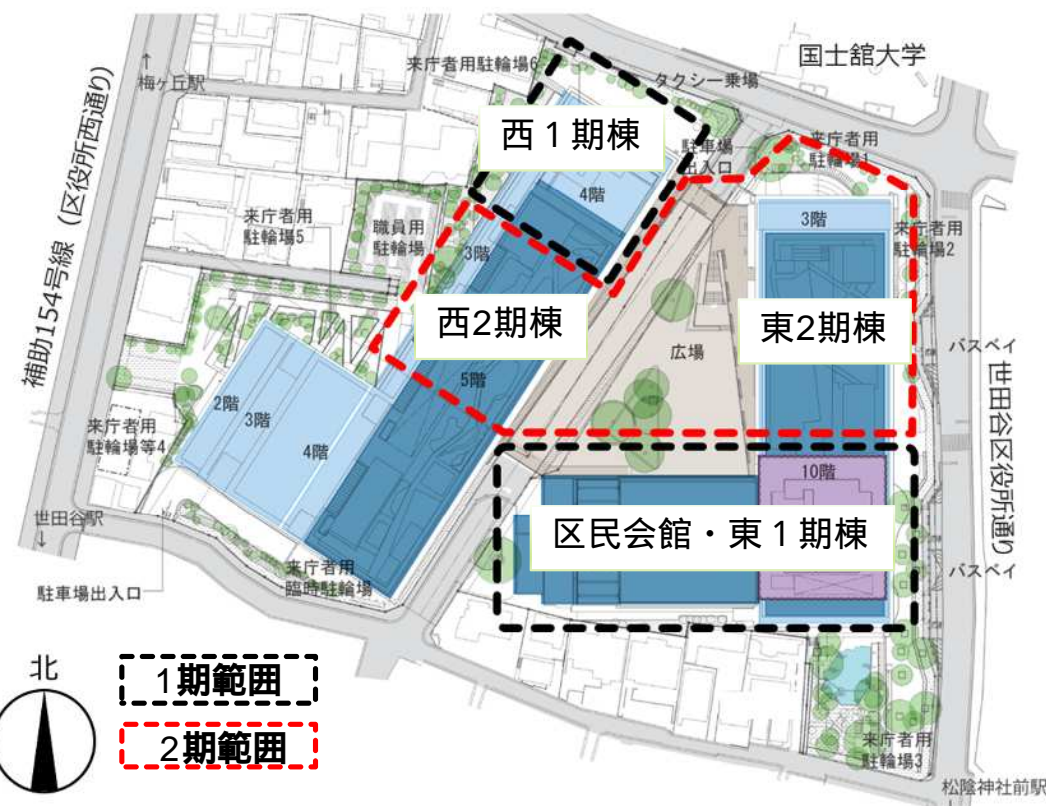 国士舘大学
↑
梅ヶ丘駅
来庁者用駐輪場6
タクシー乗場
西1期棟
駐車場
出入口
来庁者用
駐輪場1
4階
補助154号線(区役所西通り)
来庁者用
駐輪場5
職員用
駐輪場
3階
3階
来庁者用
駐輪場2
西2期棟
東2期棟
広場
バスベイ
5階
世田谷区役所通り
2階
3階
4階
来庁者用
駐輪場等4
10階
区民会館・東1期棟
世田谷駅
↓
バスベイ
駐車場出入口
来庁者用
臨時駐輪場
北
1期範囲
2期範囲
来庁者用
駐輪場3
松陰神社前駅